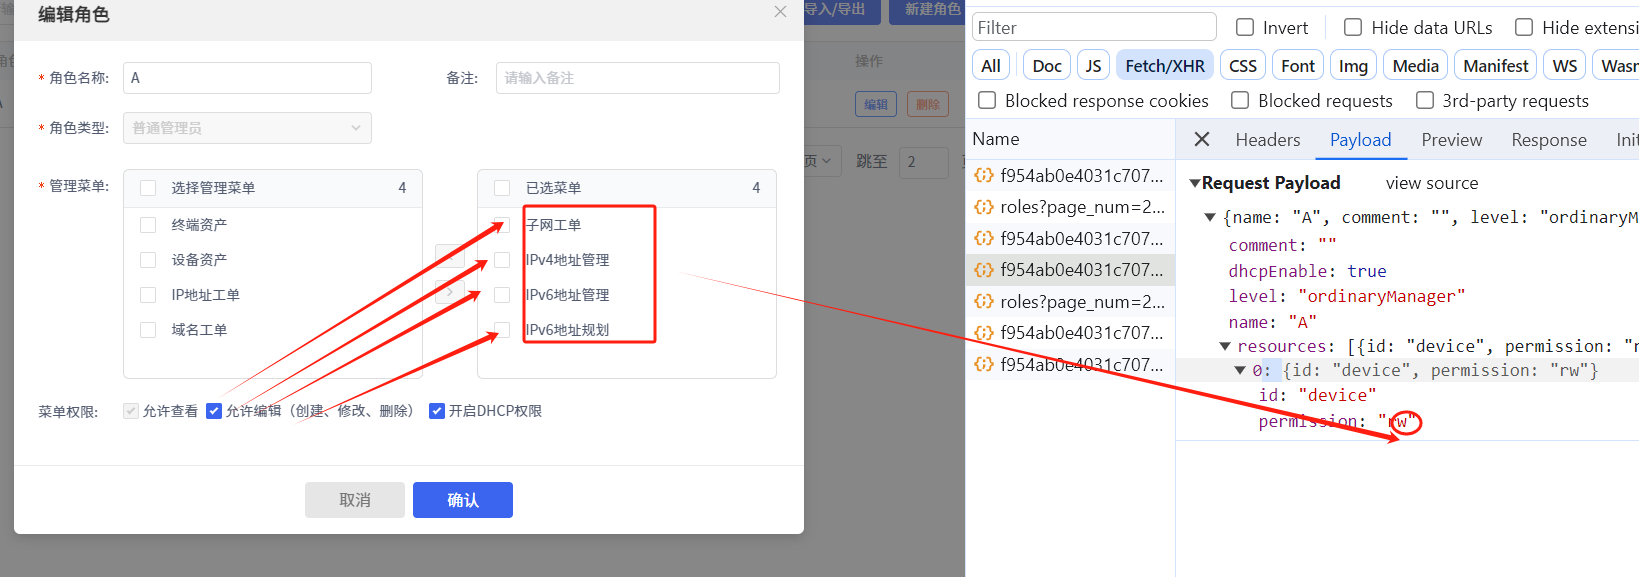 编辑角色
导入/导出
新建角色
* 角色名称: A
备注: 请输入备注
操作
编辑 删除
* 角色类型: 普通管理员
页 跳至 2
* 管理菜单:
选择管理菜单 4
终端资产
设备资产
IP地址工单
域名工单
已选菜单 4
子网工单
IPv4地址管理
IPv6地址管理
IPv6地址规划
菜单权限: 允许查看 允许编辑（创建、修改、删除） 开启DHCP权限
取消 确认
Filter Invert Hide data URLs Hide extensi
All Doc JS Fetch/XHR CSS Font Img Media Manifest WS Wasm
Blocked response cookies Blocked requests 3rd-party requests
Name
f954ab0e4031c707...
roles?page_num=2...
f954ab0e4031c707...
f954ab0e4031c707...
roles?page_num=2...
f954ab0e4031c707...
f954ab0e4031c707...
Headers Payload Preview Response Init
Request Payload view source
{name: "A", comment: "", level: "ordinaryM
comment: ""
dhcpEnable: true
level: "ordinaryManager"
name: "A"
resources: [{id: "device", permission: "r
0: {id: "device", permission: "rw"}
id: "device"
permission: "rw"